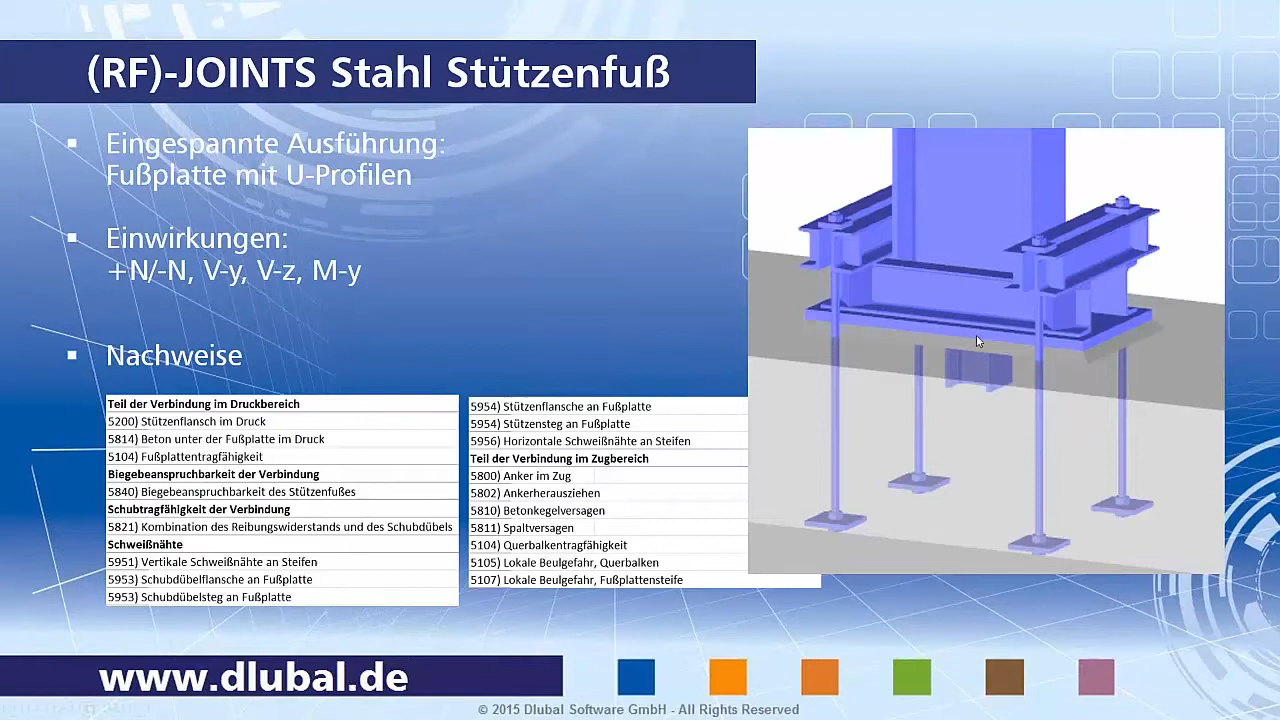 (RF)-JOINTS Stahl Stützenfuß
Eingespannte Ausführung:
Fußplatte mit U-Profilen
Einwirkungen:
+N/-N, V-y, V-z, M-y
Nachweise
Teil der Verbindung im Druckbereich
5200) Stützenflansch im Druck
5814) Beton unter der Fußplatte im Druck
5104) Fußplattentragfähigkeit
Biegebeanspruchbarkeit der Verbindung
5840) Biegebeanspruchbarkeit des Stützenfußes
Schubtragfähigkeit der Verbindung
5821) Kombination des Reibungswiderstands und des Schubdübels
Schweißnähte
5951) Vertikale Schweißnähte an Steifen
5953) Schubdübelflansche an Fußplatte
5953) Schubdübelsteg an Fußplatte
5954) Stützenflansche an Fußplatte
5954) Stützensteg an Fußplatte
5956) Horizontale Schweißnähte an Steifen
Teil der Verbindung im Zugbereich
5800) Anker im Zug
5802) Ankerherausziehen
5810) Betonkegelversagen
5811) Spaltversagen
5104) Querbalkentragfähigkeit
5105) Lokale Beulgefahr, Querbalken
5107) Lokale Beulgefahr, Fußplattensteife
www.dlubal.de
© 2015 Dlubal Software GmbH - All Rights Reserved